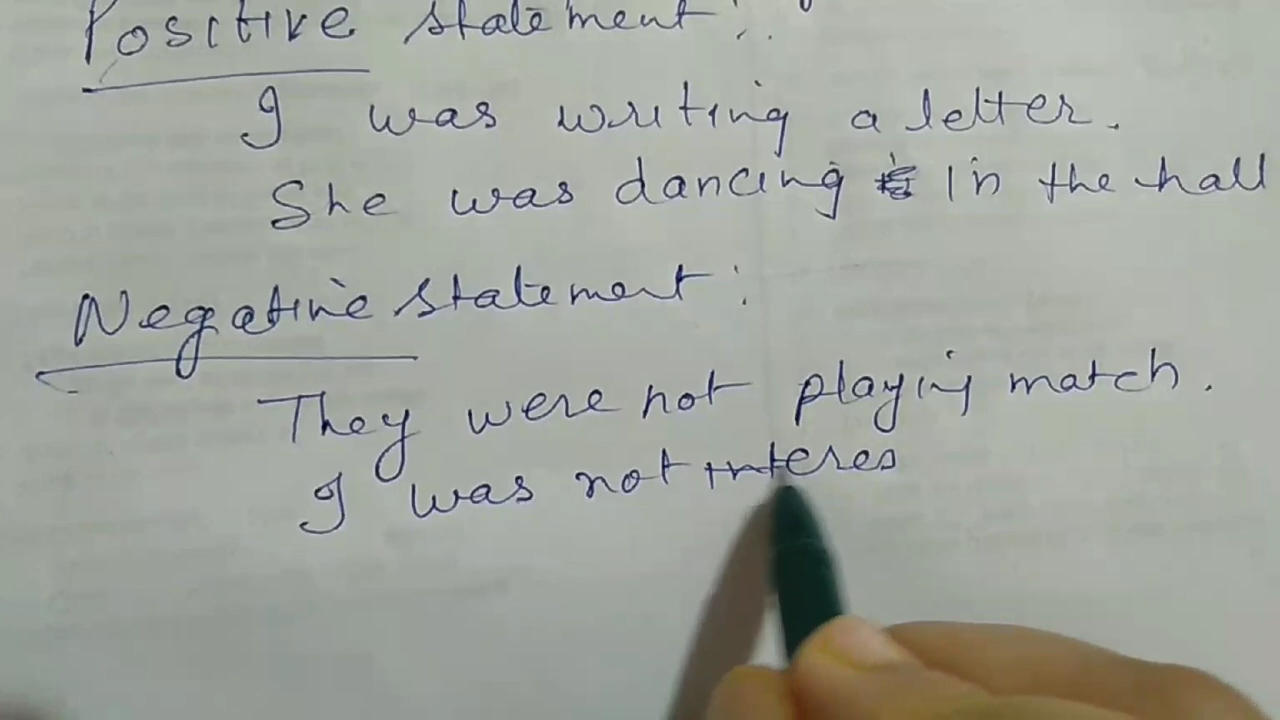 Positive statement :
I was writing a letter.
She was dancing in the hall
Negative statement :
They were not playing match.
I was not interes